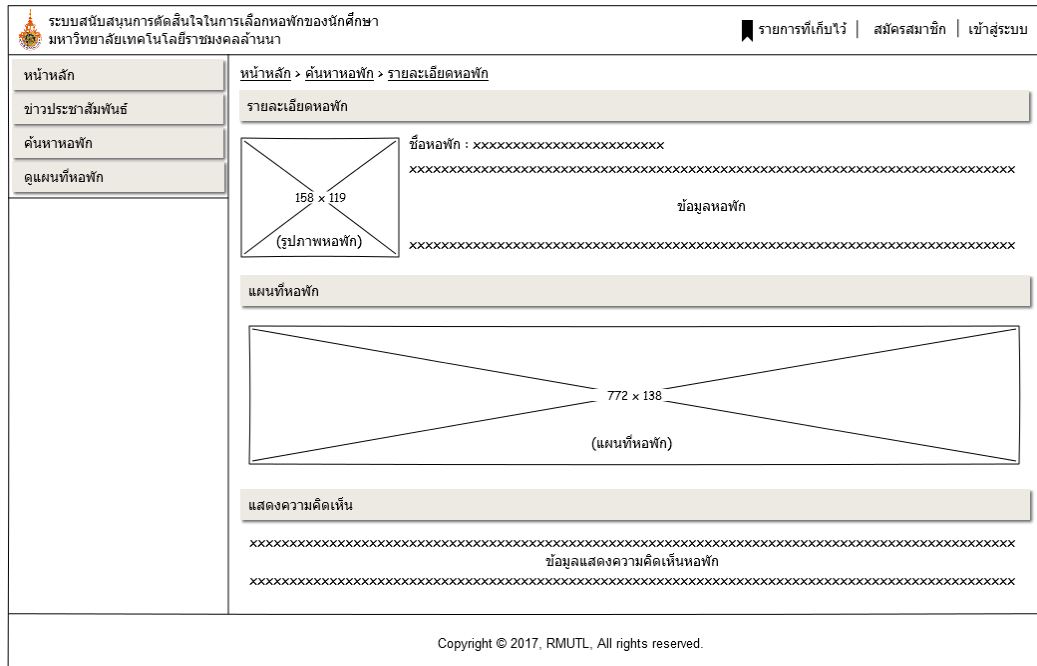 ระบบสนับสนุนการตัดสินใจในการเลือกหอพักของนักศึกษา
มหาวิทยาลัยเทคโนโลยีราชมงคลล้านนา
รายการที่เก็บไว้ | สมัครสมาชิก | เข้าสู่ระบบ
หน้าหลัก
ข่าวประชาสัมพันธ์
ค้นหาหอพัก
ดูแผนที่หอพัก
หน้าหลัก > ค้นหาหอพัก > รายละเอียดหอพัก
รายละเอียดหอพัก
158 x 119
(รูปภาพหอพัก)
ชื่อหอพัก : xxxxxxxxxxxxxxxxxxxxxxxx
xxxxxxxxxxxxxxxxxxxxxxxxxxxxxxxxxxxxxxxxxxxxxxxxxxxxxxxxxxxxxxxxxxxxxxxxxxxx
ข้อมูลหอพัก
xxxxxxxxxxxxxxxxxxxxxxxxxxxxxxxxxxxxxxxxxxxxxxxxxxxxxxxxxxxxxxxxxxxxxxxxxxxx
แผนที่หอพัก
772 x 138
(แผนที่หอพัก)
แสดงความคิดเห็น
xxxxxxxxxxxxxxxxxxxxxxxxxxxxxxxxxxxxxxxxxxxxxxxxxxxxxxxxxxxxxxxxxxxxxxxxxxxxxxxxxxxxxxxxxxxxxxxx
ข้อมูลแสดงความคิดเห็นหอพัก
xxxxxxxxxxxxxxxxxxxxxxxxxxxxxxxxxxxxxxxxxxxxxxxxxxxxxxxxxxxxxxxxxxxxxxxxxxxxxxxxxxxxxxxxxxxxxxxx
Copyright © 2017, RMUTL, All rights reserved.